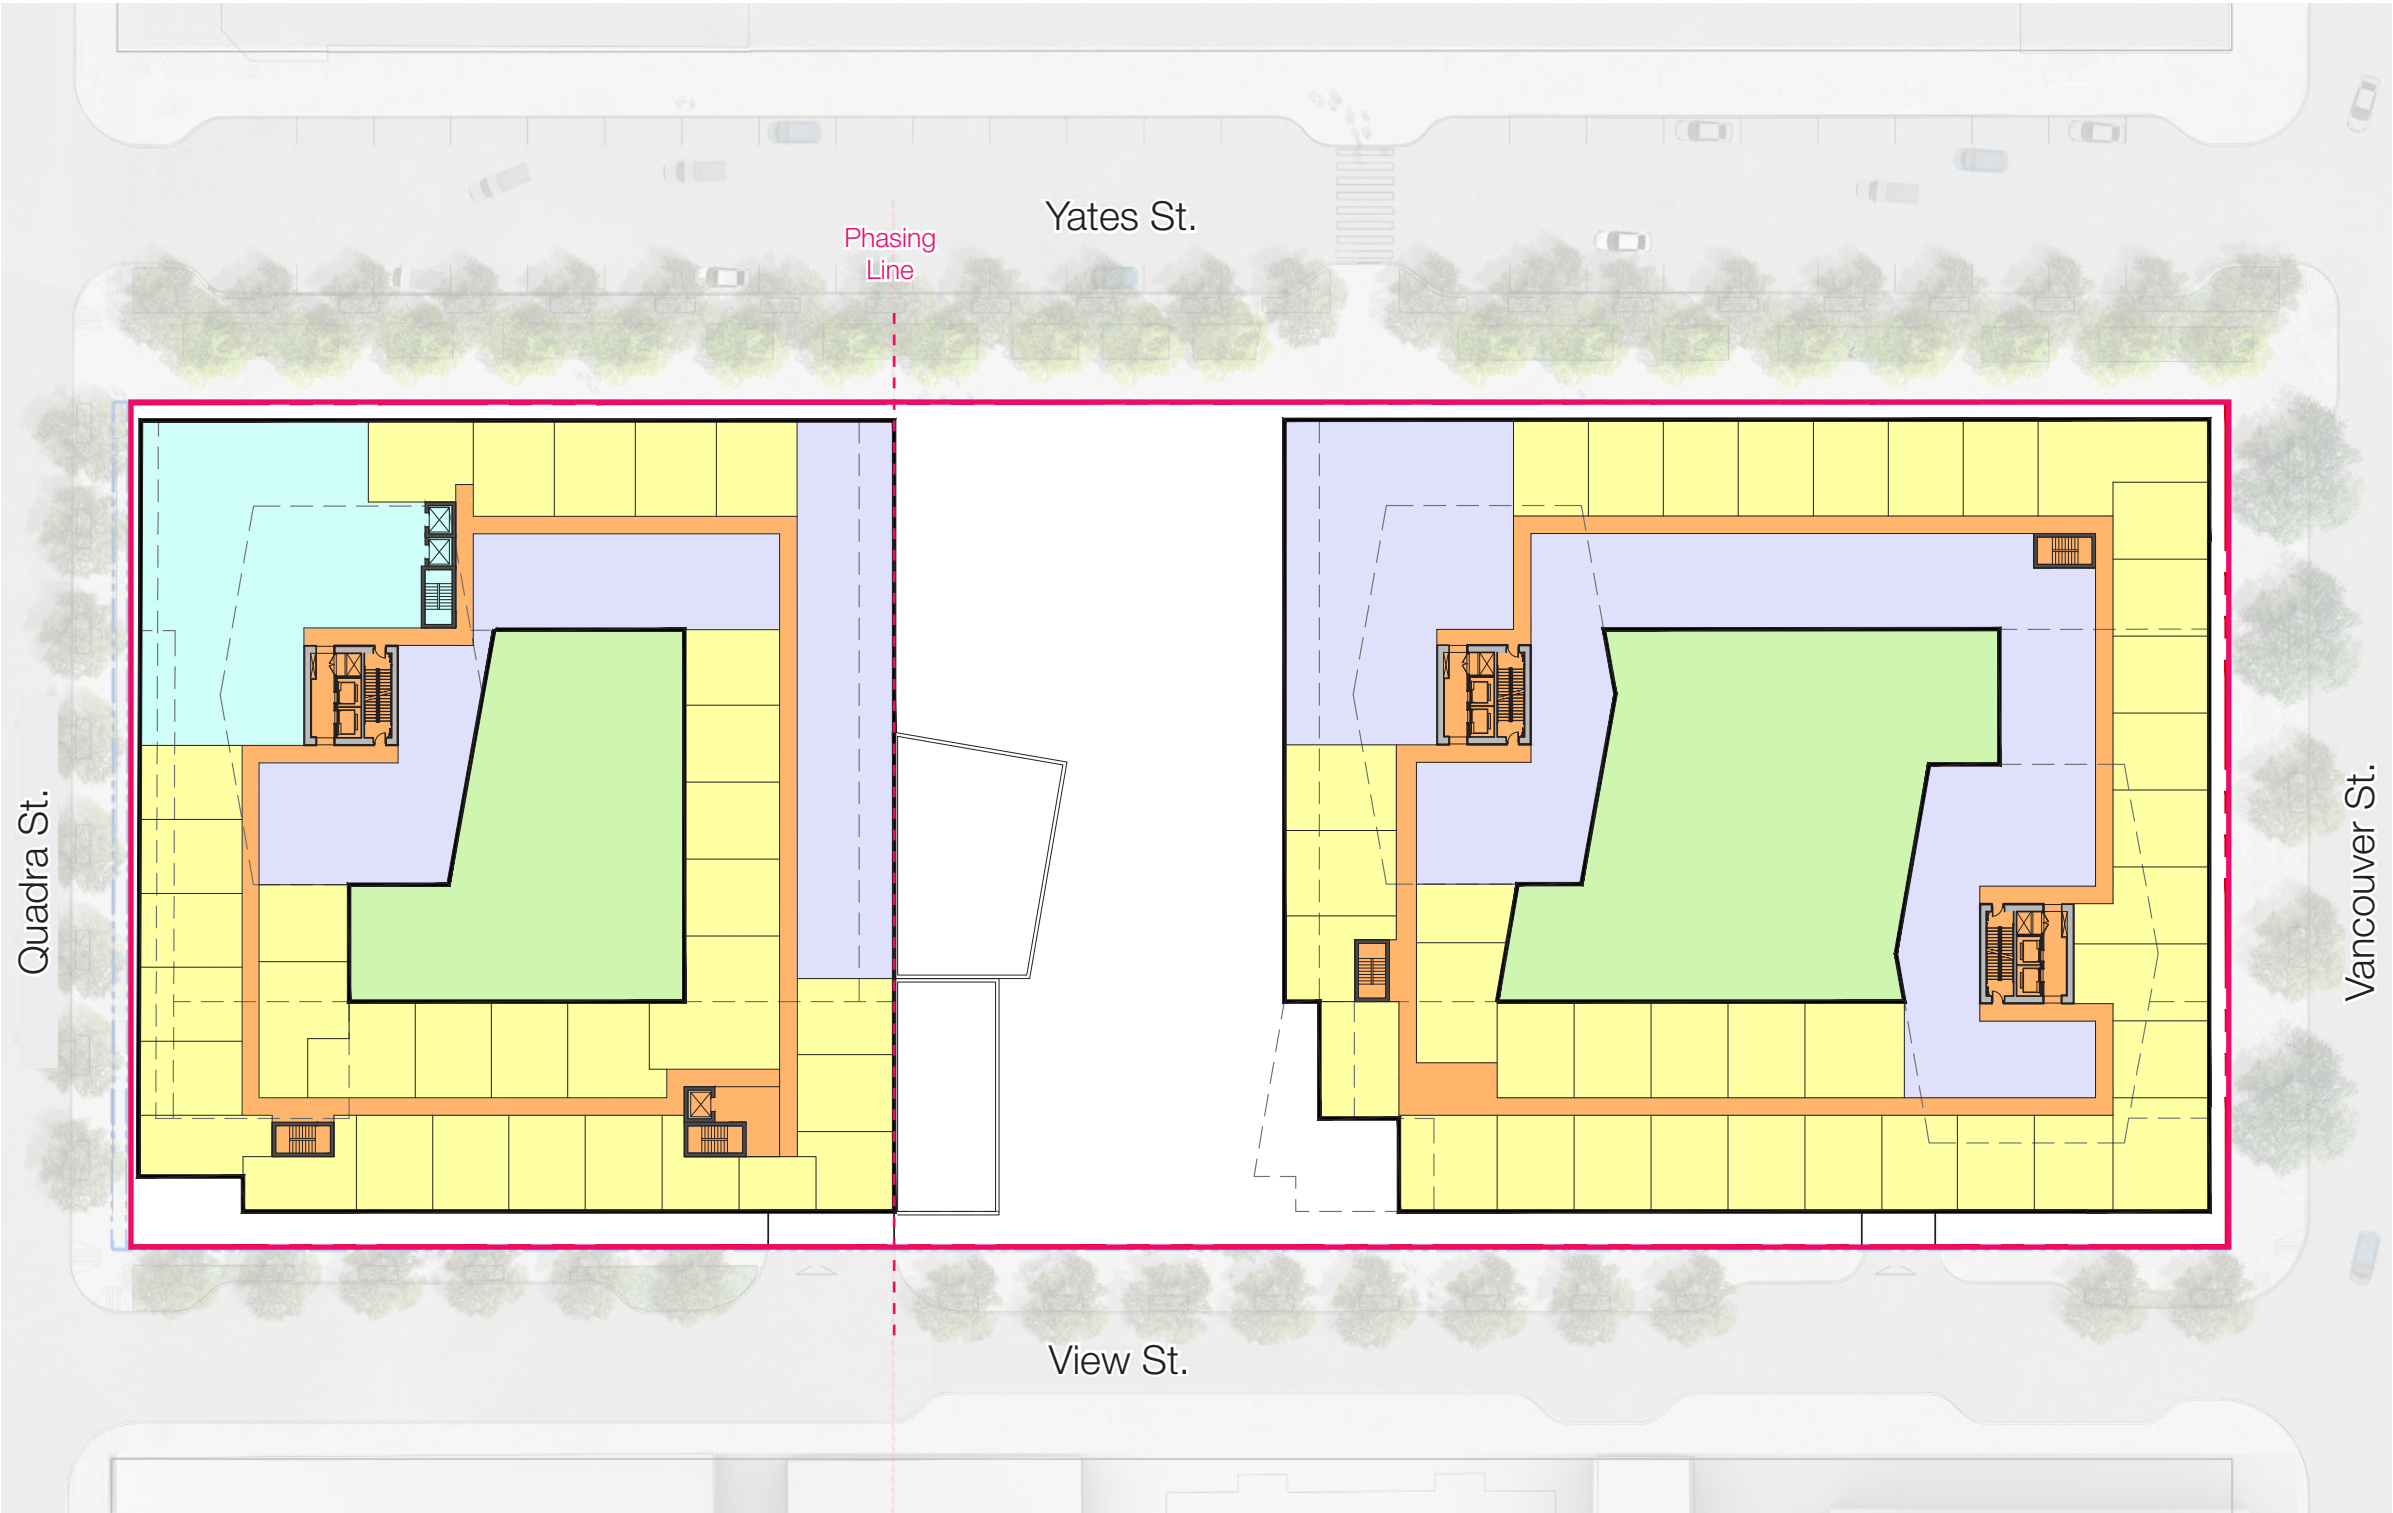 Yates St.
Phasing
Line
Quadra St.
Vancouver St.
View St.